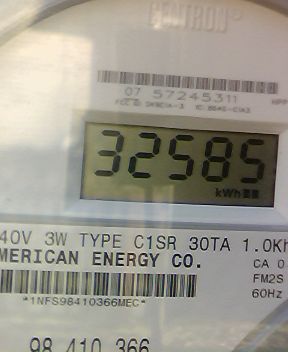 CENTRON®
07 57245311
32585
kWh
40V 3W TYPE C1SR 30TA 1.0Kh
MERICAN ENERGY CO.
CA 0
FM2S
60Hz
*1NFS98410366MEC*
98 410 366